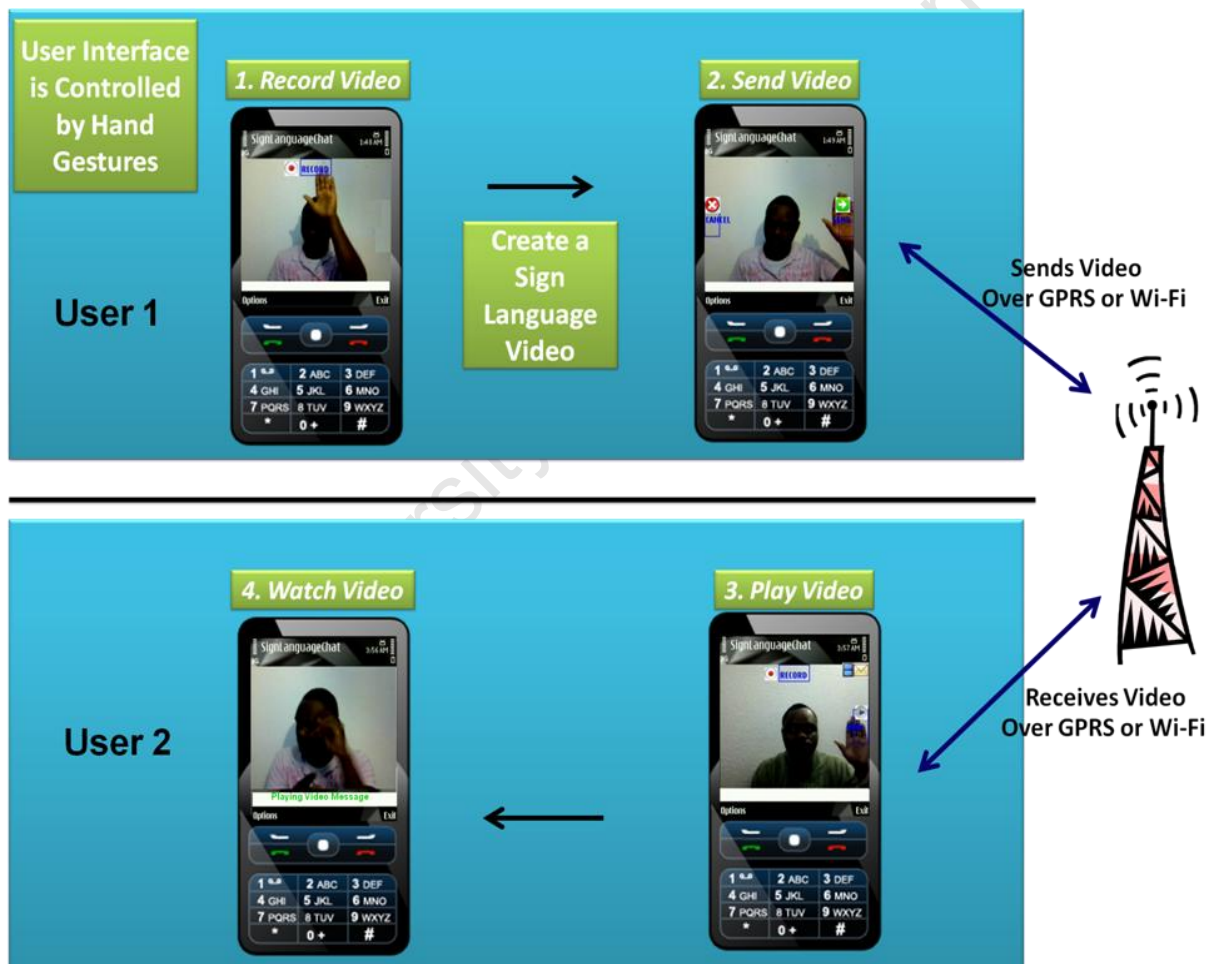 User Interface
is Controlled
by Hand
Gestures
1. Record Video
SignLanguageChat
RECORD
Options Exit
1 2 ABC 3 DEF
4 GHI 5 JKL 6 MNO
7 PQRS 8 TUV 9 WXYZ
* 0 + #
User 1
Create a
Sign
Language
Video
2. Send Video
SignLanguageChat
CANCEL
Options Exit
1 2 ABC 3 DEF
4 GHI 5 JKL 6 MNO
7 PQRS 8 TUV 9 WXYZ
* 0 + #
Sends Video
Over GPRS or Wi-Fi
Receives Video
Over GPRS or Wi-Fi
3. Play Video
SignLanguageChat 3:57 AM
RECORD
Options Exit
1 2 ABC 3 DEF
4 GHI 5 JKL 6 MNO
7 PQRS 8 TUV 9 WXYZ
* 0 + #
4. Watch Video
SignLanguageChat 3:56 AM
Playing Video Message
Options Exit
1 2 ABC 3 DEF
4 GHI 5 JKL 6 MNO
7 PQRS 8 TUV 9 WXYZ
* 0 + #
User 2